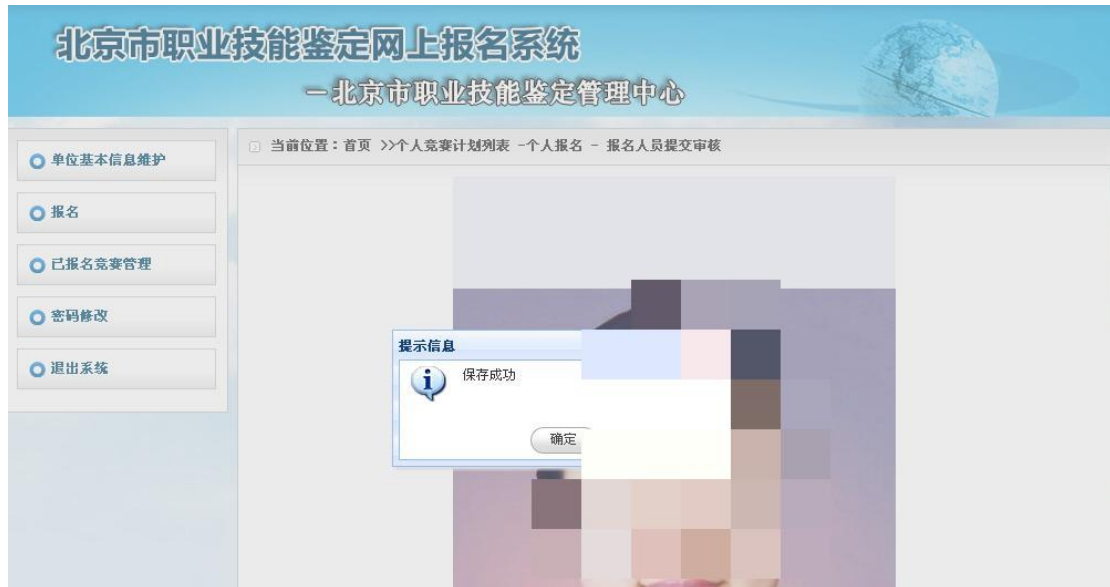 北京市职业技能鉴定网上报名系统
－北京市职业技能鉴定管理中心
当前位置：首页 >>个人竞赛计划列表 -个人报名 - 报名人员提交审核
单位基本信息维护
报名
已报名竞赛管理
密码修改
退出系统
提示信息
保存成功
确定